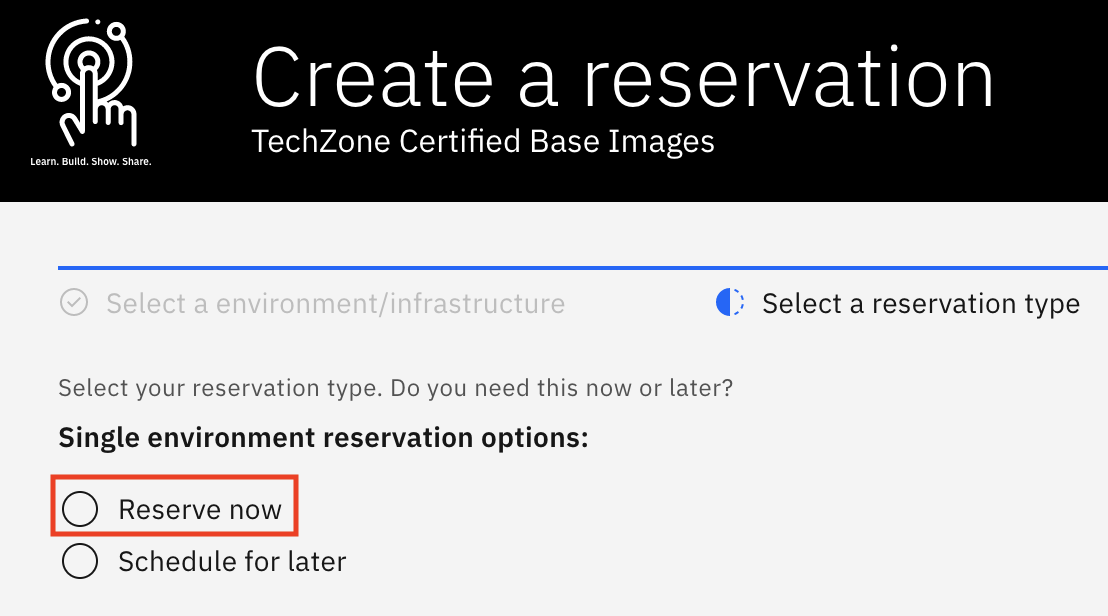 Create a reservation
TechZone Certified Base Images
Learn. Build. Show. Share.
Select a environment/infrastructure
Select a reservation type
Select your reservation type. Do you need this now or later?
Single environment reservation options:
Reserve now
Schedule for later